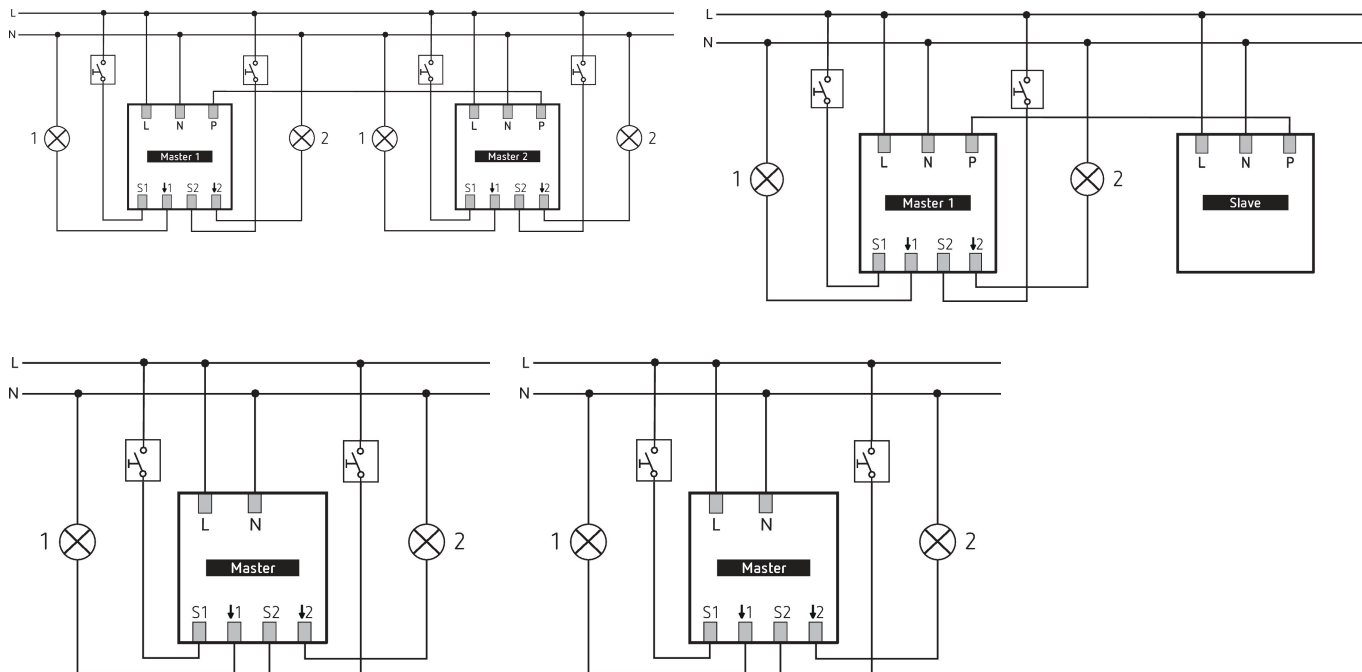 L
N
1 2 1 2
L N P L N P
Master 1 Master 2
S1 ↓1 S2 ↓2 S1 ↓1 S2 ↓2
L
N
1 2
L N P L N P
Master 1 Slave
S1 ↓1 S2 ↓2
L
N
1 2
L N
Master
S1 ↓1 S2 ↓2
L
N
1 2
L N
Master
S1 ↓1 S2 ↓2